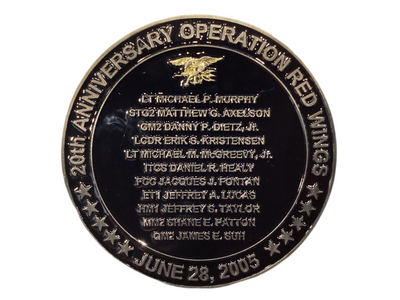 20th ANNIVERSARY OPERATION RED WINGS
LT MICHAEL P. MURPHY
STG2 MATTHEW G. AXELSON
GM2 DANNY P. DIETZ, Jr.
LCDR ERIK S. KRISTENSEN
LT MICHAEL M. McGREEVY, Jr.
ITCS DANIEL R. HEALY
FCC JACQUES J. FONTAN
ET1 JEFFREY A. LUCAS
HM1 JEFFREY S. TAYLOR
MM2 SHANE E. PATTON
QM2 JAMES E. SUH
JUNE 28, 2005